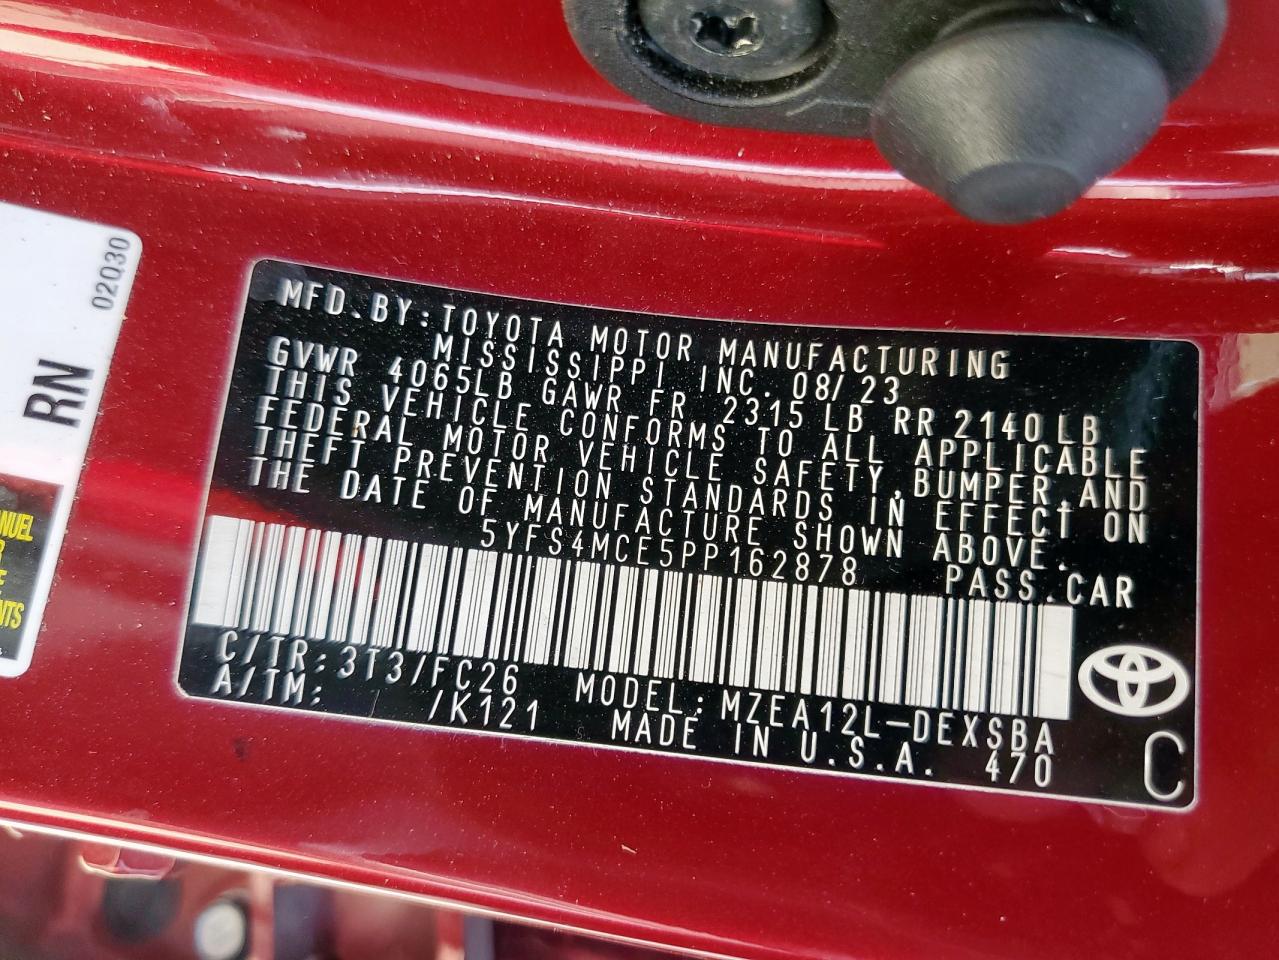 MFD.BY:TOYOTA MOTOR MANUFACTURING
MISSISSIPPI INC. 08/23
GVWR 4065LB GAWR FR 2315LB RR 2140LB
THIS VEHICLE CONFORMS TO ALL APPLICABLE
FEDERAL MOTOR VEHICLE SAFETY,BUMPER,AND
THEFT PREVENTION STANDARDS IN EFFECT ON
THE DATE OF MANUFACTURE SHOWN ABOVE.
5YFS4MCE5PP162878 PASS.CAR
C/TR:3T3/FC26 MODEL:MZEA12L-DEXSBA
A/TM: /K121 MADE IN U.S.A. 470
C
02030
RN